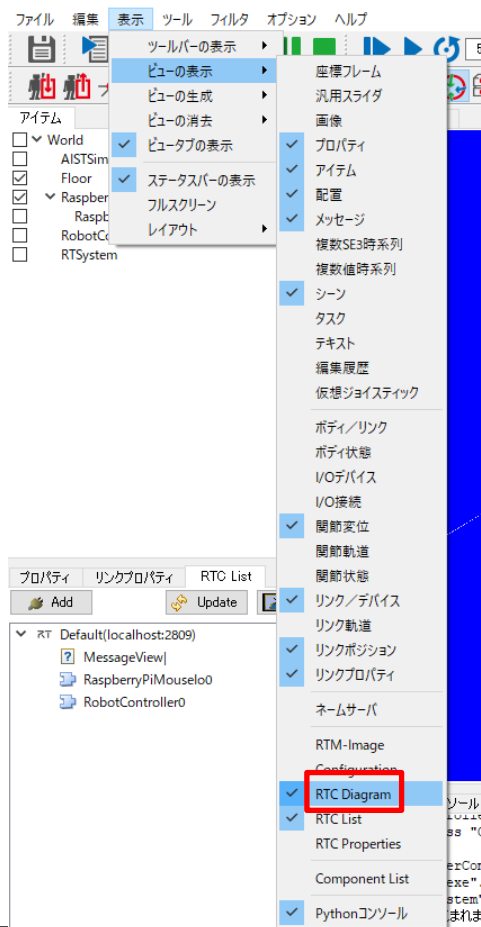 ファイル 編集 表示 ツール フィルタ オプション ヘルプ
ツールバーの表示
ビューの表示
ビューの生成
ビューの消去
ビュータブの表示
ステータスバーの表示
フルスクリーン
レイアウト
座標フレーム
汎用スライダ
画像
プロパティ
アイテム
配置
メッセージ
複数SE3時系列
複数値時系列
シーン
タスク
テキスト
編集履歴
仮想ジョイスティック
ボディ／リンク
ボディ状態
I/Oデバイス
I/O接続
関節変位
関節軌道
関節状態
リンク／デバイス
リンク軌道
リンクポジション
リンクプロパティ
ネームサーバ
RTM-Image
Configuration
RTC Diagram
RTC List
RTC Properties
Component List
Pythonコンソール
アイテム
World
AISTSim
Floor
Raspber
Raspb
RobotCo
RTSystem
プロパティ リンクプロパティ RTC List
Add Update
Default(localhost:2809)
MessageView|
RaspberryPiMouseIo0
RobotController0
ソール
ss "C
erCom
exe".
stem"
まれま